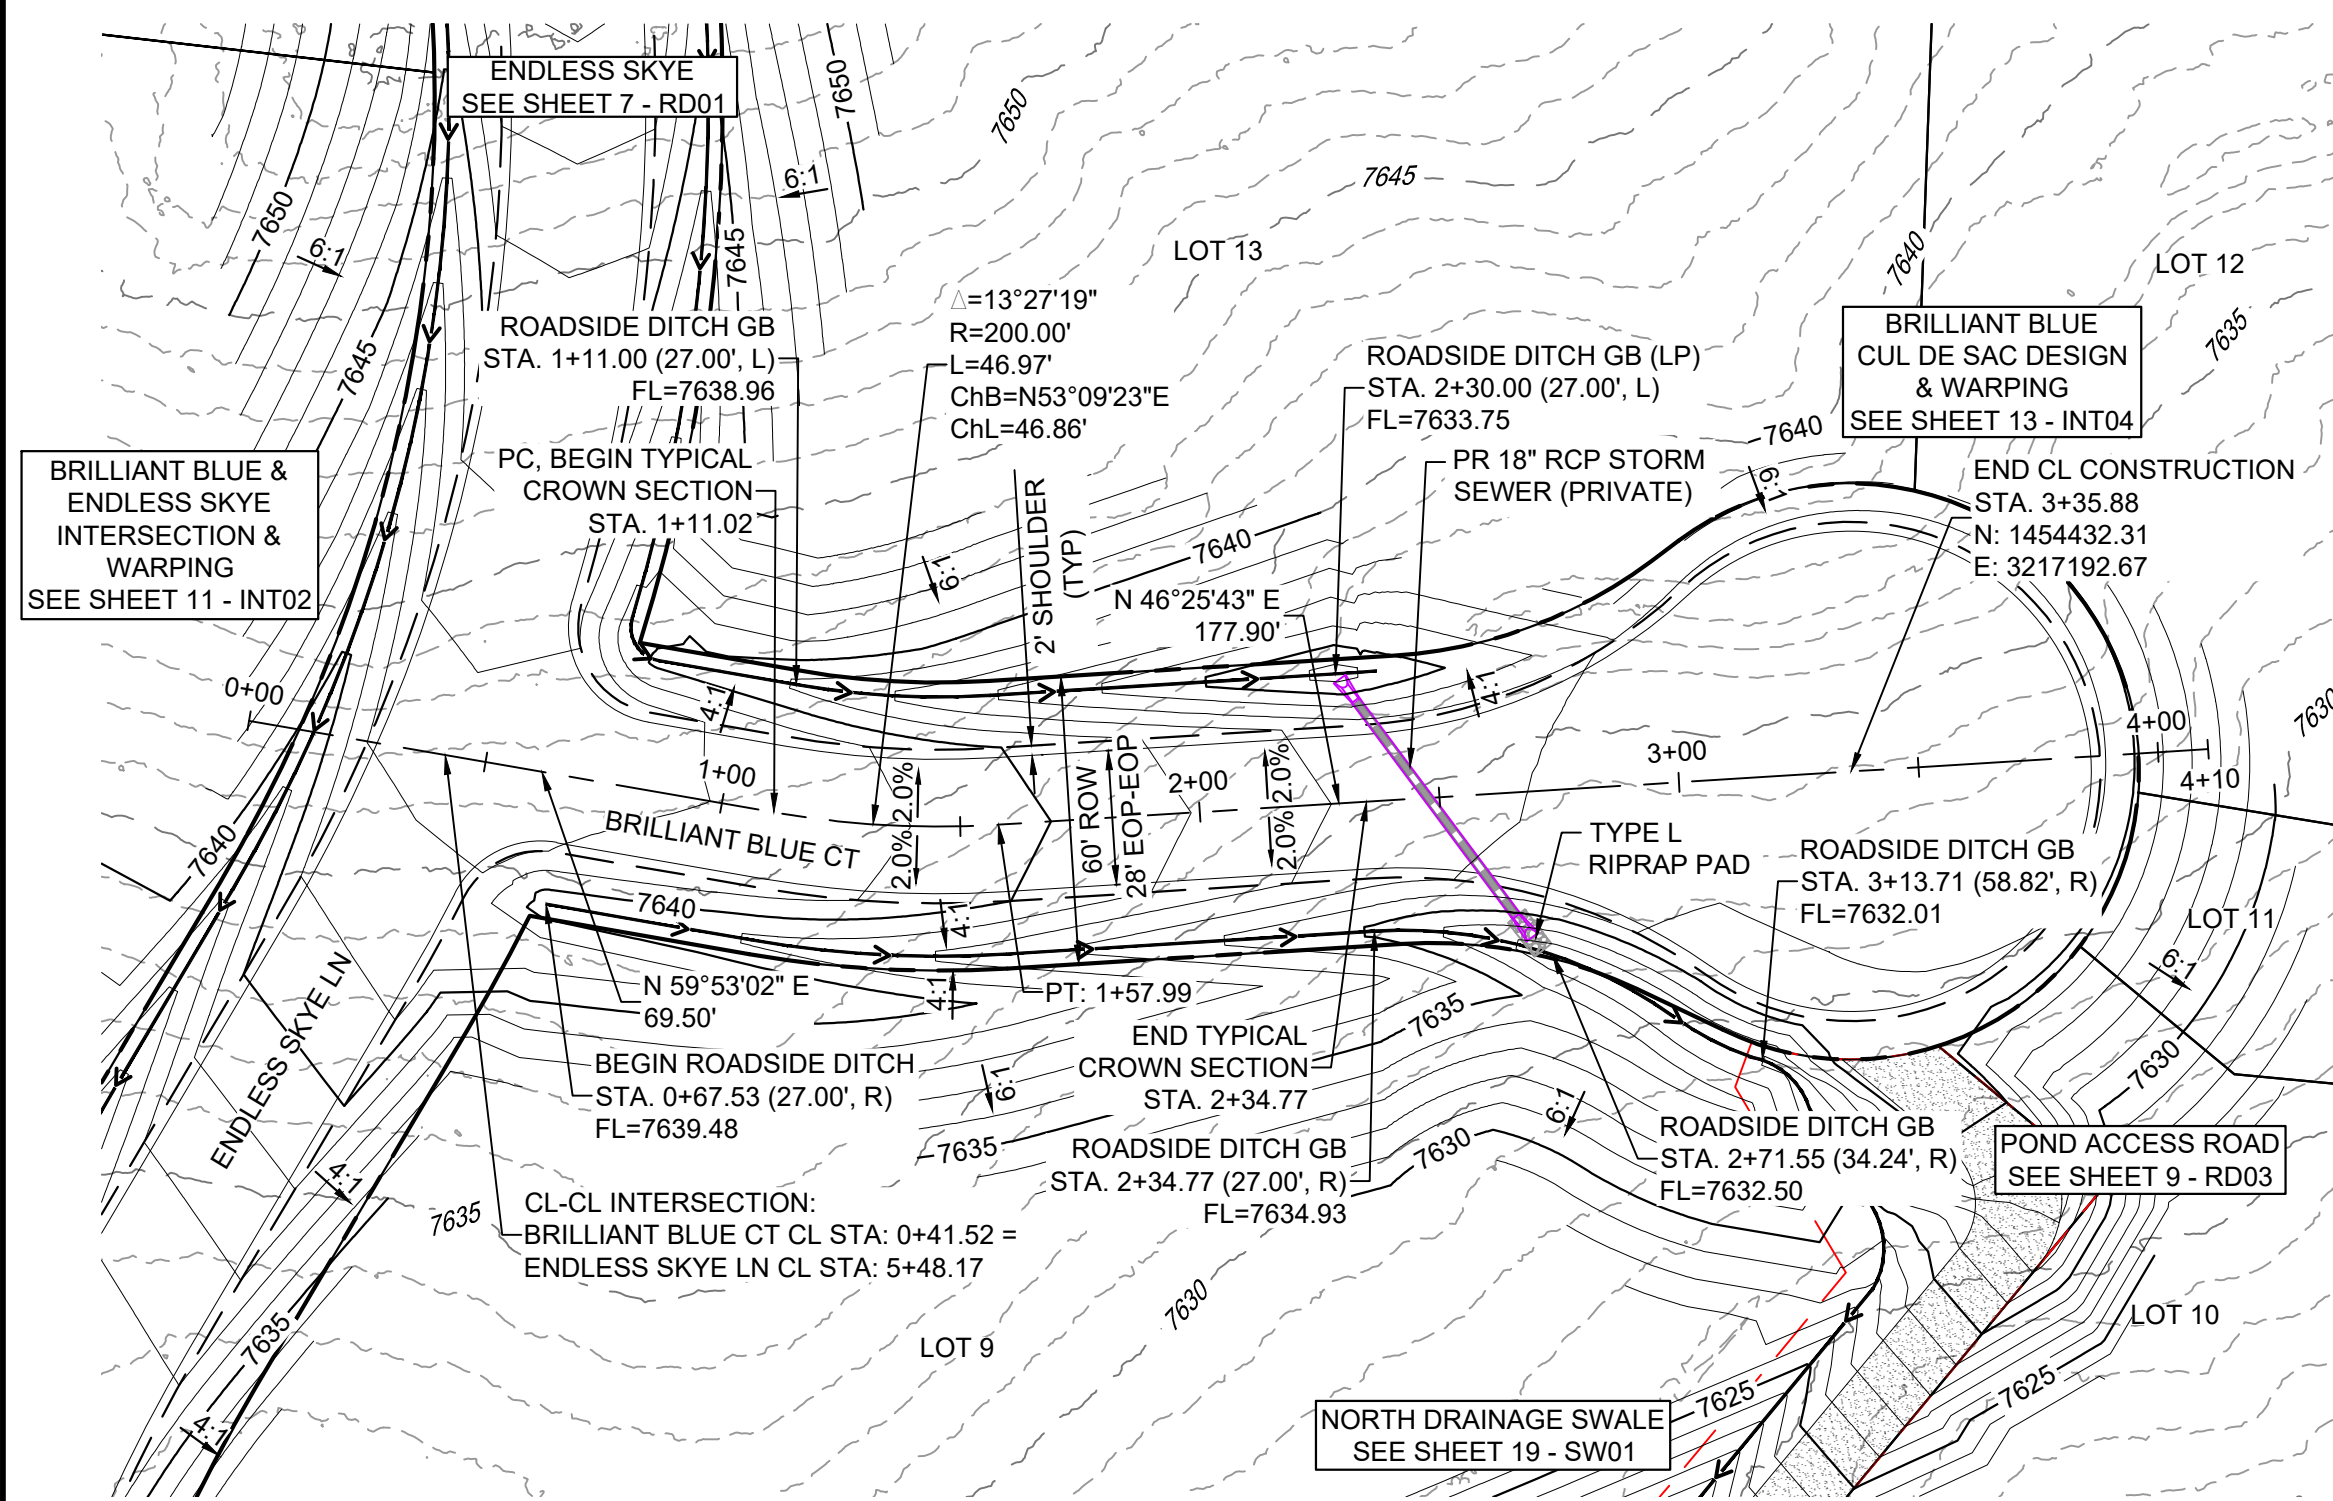 ENDLESS SKYE
SEE SHEET 7 - RD01
7650
7650
7645
6:1
7650
6:1
7645
7640
LOT 13
LOT 12
7635
7645
ROADSIDE DITCH GB
STA. 1+11.00 (27.00', L)
FL=7638.96
△=13°27'19"
R=200.00'
L=46.97'
ChB=N53°09'23"E
ChL=46.86'
ROADSIDE DITCH GB (LP)
STA. 2+30.00 (27.00', L)
FL=7633.75
BRILLIANT BLUE
CUL DE SAC DESIGN
& WARPING
SEE SHEET 13 - INT04
7640
6:1
BRILLIANT BLUE &
ENDLESS SKYE
INTERSECTION &
WARPING
SEE SHEET 11 - INT02
PC, BEGIN TYPICAL
CROWN SECTION
STA. 1+11.02
PR 18" RCP STORM
SEWER (PRIVATE)
END CL CONSTRUCTION
STA. 3+35.88
N: 1454432.31
E: 3217192.67
2' SHOULDER
(TYP)
6:1
7640
N 46°25'43" E
177.90'
0+00
4:1
4:1
7630
1+00
2+00
3+00
4+00
4+10
2.0%
2.0%
60' ROW
28' EOP-EOP
2.0%
2.0%
BRILLIANT BLUE CT
7640
7640
4:1
4:1
TYPE L
RIPRAP PAD
ROADSIDE DITCH GB
STA. 3+13.71 (58.82', R)
FL=7632.01
LOT 11
6:1
N 59°53'02" E
69.50'
PT: 1+57.99
7635
ENDLESS SKYE LN
BEGIN ROADSIDE DITCH
STA. 0+67.53 (27.00', R)
FL=7639.48
6:1
END TYPICAL
CROWN SECTION
STA. 2+34.77
6:1
7630
7635
ROADSIDE DITCH GB
STA. 2+34.77 (27.00', R)
FL=7634.93
7630
ROADSIDE DITCH GB
STA. 2+71.55 (34.24', R)
FL=7632.50
POND ACCESS ROAD
SEE SHEET 9 - RD03
4:1
7635
CL-CL INTERSECTION:
BRILLIANT BLUE CT CL STA: 0+41.52 =
ENDLESS SKYE LN CL STA: 5+48.17
7630
7635
LOT 9
LOT 10
4:1
NORTH DRAINAGE SWALE
SEE SHEET 19 - SW01
7625
7625